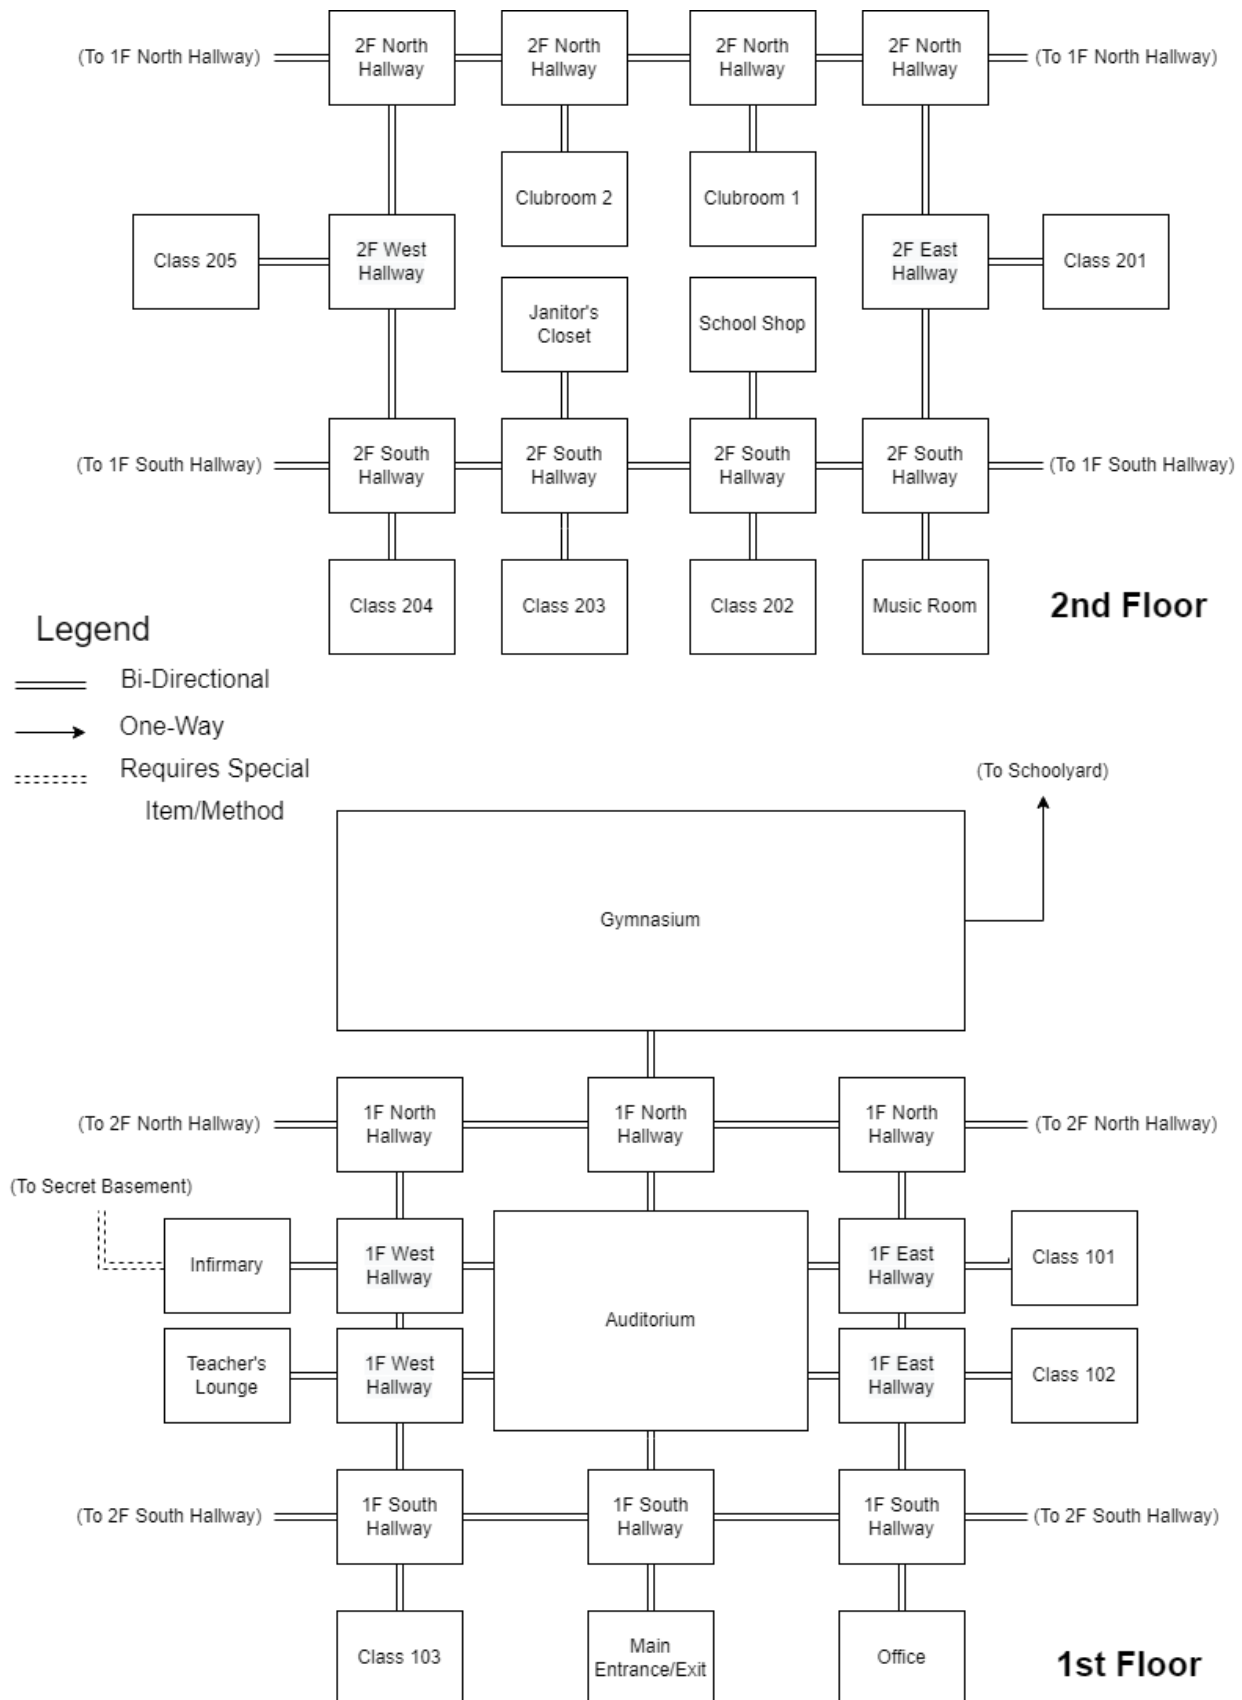 (To 1F North Hallway)
2F North
Hallway
2F North
Hallway
2F North
Hallway
2F North
Hallway
(To 1F North Hallway)
Clubroom 2
Clubroom 1
Class 205
2F West
Hallway
2F East
Hallway
Class 201
Janitor's
Closet
School Shop
(To 1F South Hallway)
2F South
Hallway
2F South
Hallway
2F South
Hallway
2F South
Hallway
(To 1F South Hallway)
Class 204
Class 203
Class 202
Music Room
2nd Floor
Legend
Bi-Directional
One-Way
Requires Special
Item/Method
(To Schoolyard)
Gymnasium
(To 2F North Hallway)
1F North
Hallway
1F North
Hallway
1F North
Hallway
(To 2F North Hallway)
(To Secret Basement)
Infirmary
1F West
Hallway
1F East
Hallway
Class 101
Auditorium
Teacher's
Lounge
1F West
Hallway
1F East
Hallway
Class 102
(To 2F South Hallway)
1F South
Hallway
1F South
Hallway
1F South
Hallway
(To 2F South Hallway)
Class 103
Main
Entrance/Exit
Office
1st Floor